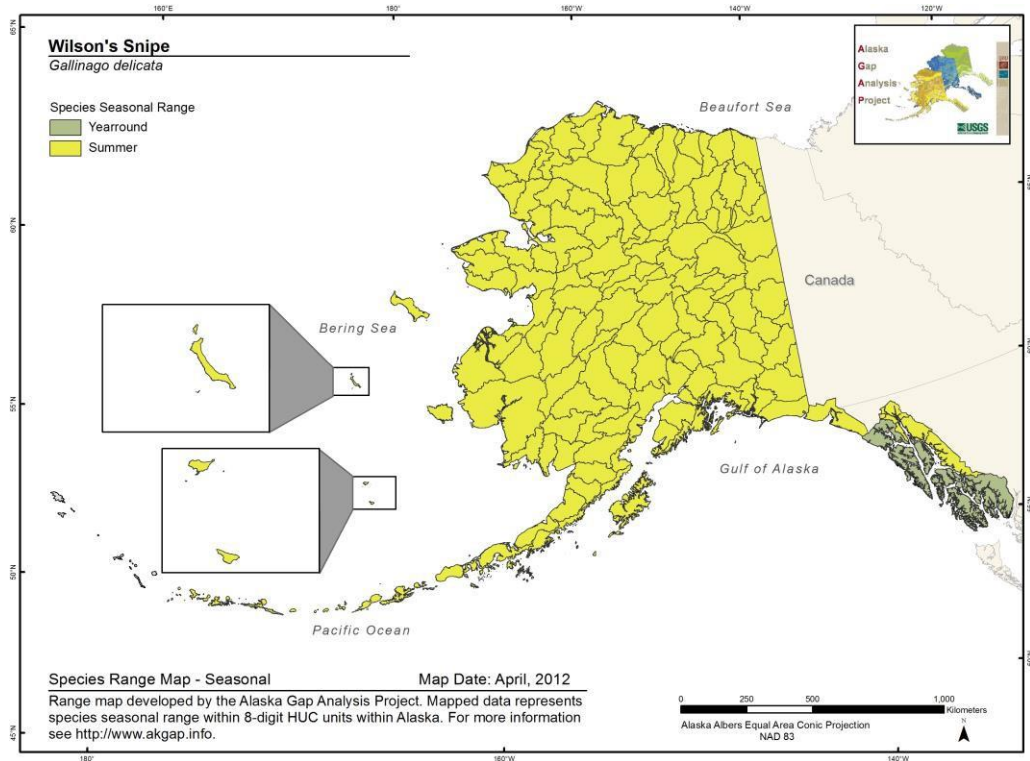 160°E 180° 160°W 140°W 120°W
65°N
Wilson's Snipe
Gallinago delicata
Species Seasonal Range
Yearround
Summer
Alaska
Gap
Analysis
Project
USGS
Beaufort Sea
65°N
60°N
Canada
Bering Sea
60°N
55°N
Gulf of Alaska
55°N
50°N
Pacific Ocean
50°N
Species Range Map - Seasonal Map Date: April, 2012
Range map developed by the Alaska Gap Analysis Project. Mapped data represents
species seasonal range within 8-digit HUC units within Alaska. For more information
see http://www.akgap.info.
0 250 500 1,000
Kilometers
Alaska Albers Equal Area Conic Projection
NAD 83
N
45°N
180° 160°W 140°W